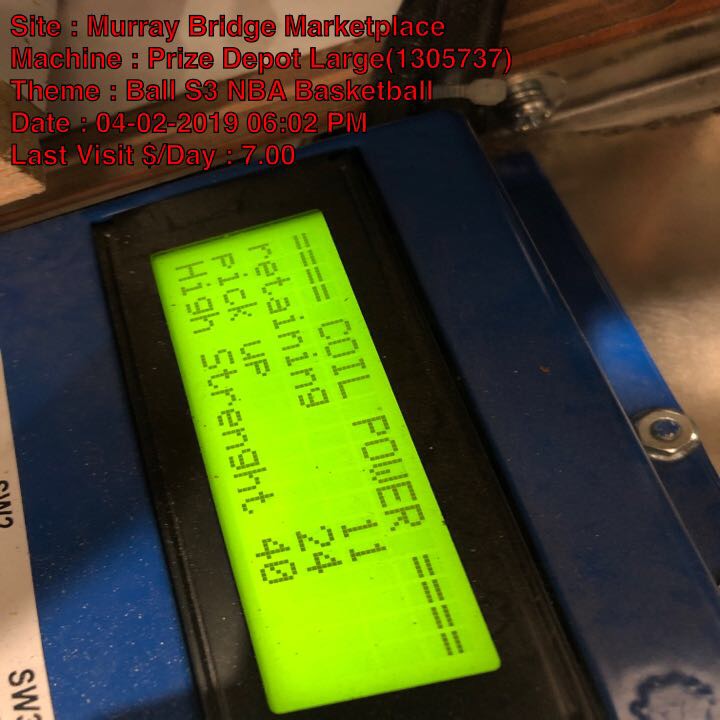 Site : Murray Bridge Marketplace
Machine : Prize Depot Large(1305737)
Theme : Ball S3 NBA Basketball
Date : 04-02-2019 06:02 PM
Last Visit $/Day : 7.00
==== COIL POWER ====
retaining 11
Pick up 24
High Strenght 40